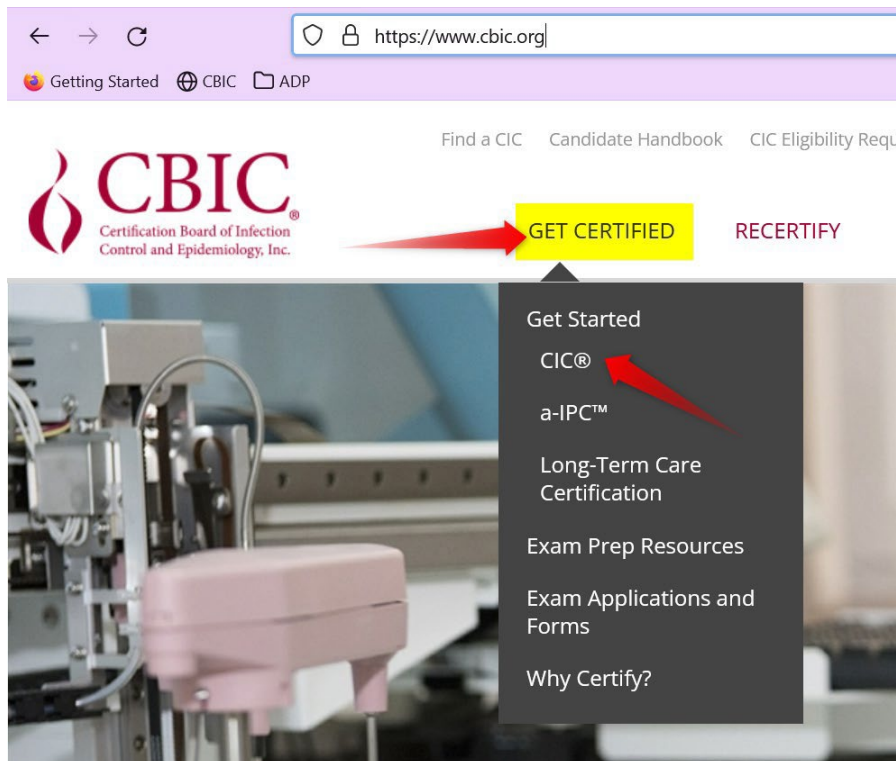 https://www.cbic.org
Getting Started CBIC ADP
Find a CIC Candidate Handbook CIC Eligibility Requ
CBIC®
Certification Board of Infection
Control and Epidemiology, Inc.
GET CERTIFIED RECERTIFY
Get Started
CIC®
a-IPC™
Long-Term Care
Certification
Exam Prep Resources
Exam Applications and
Forms
Why Certify?